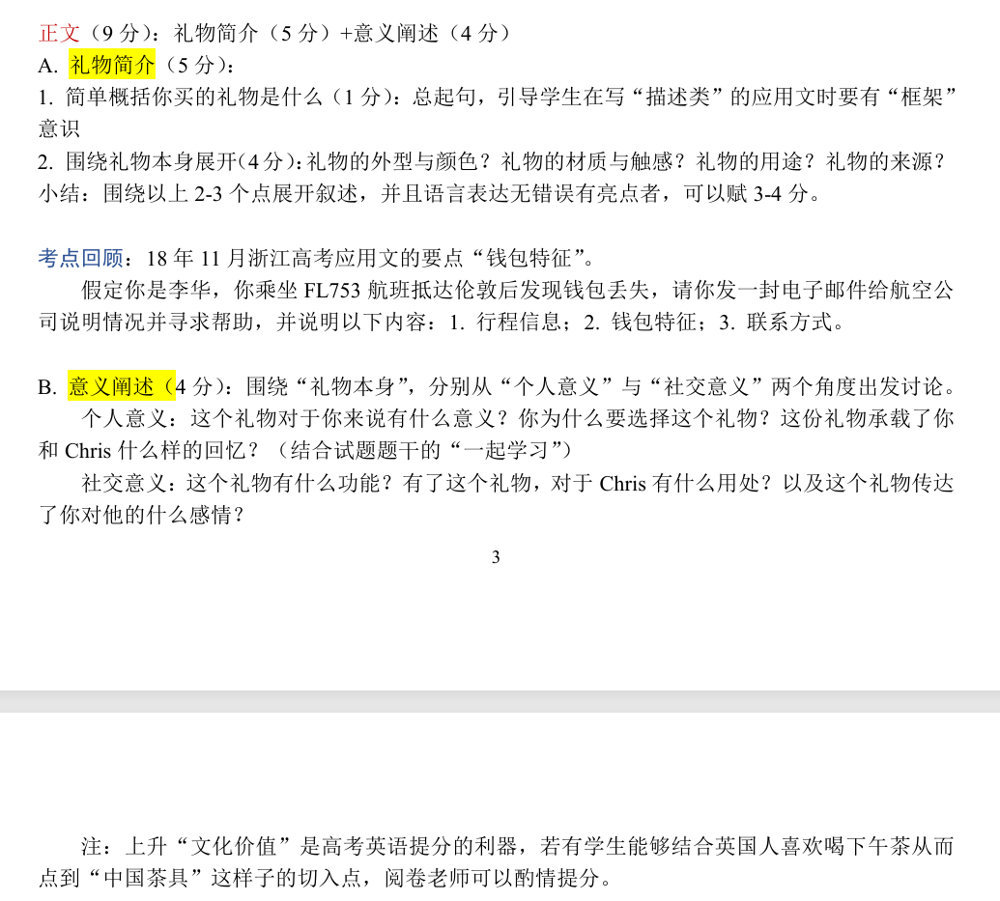 正文（9 分）：礼物简介（5 分）+意义阐述（4 分）
A. 礼物简介（5 分）：
1. 简单概括你买的礼物是什么（1 分）：总起句，引导学生在写“描述类”的应用文时要有“框架”
意识
2. 围绕礼物本身展开（4 分）：礼物的外型与颜色？礼物的材质与触感？礼物的用途？礼物的来源？
小结：围绕以上 2-3 个点展开叙述，并且语言表达无错误有亮点者，可以赋 3-4 分。
考点回顾：18 年 11 月浙江高考应用文的要点“钱包特征”。
假定你是李华，你乘坐 FL753 航班抵达伦敦后发现钱包丢失，请你发一封电子邮件给航空公
司说明情况并寻求帮助，并说明以下内容：1. 行程信息；2. 钱包特征；3. 联系方式。
B. 意义阐述（4 分）：围绕“礼物本身”，分别从“个人意义”与“社交意义”两个角度出发讨论。
个人意义：这个礼物对于你来说有什么意义？你为什么要选择这个礼物？这份礼物承载了你
和 Chris 什么样的回忆？（结合试题题干的“一起学习”）
社交意义：这个礼物有什么功能？有了这个礼物，对于 Chris 有什么用处？以及这个礼物传达
了你对他的什么感情？
3
注：上升“文化价值”是高考英语提分的利器，若有学生能够结合英国人喜欢喝下午茶从而
点到“中国茶具”这样子的切入点，阅卷老师可以酌情提分。